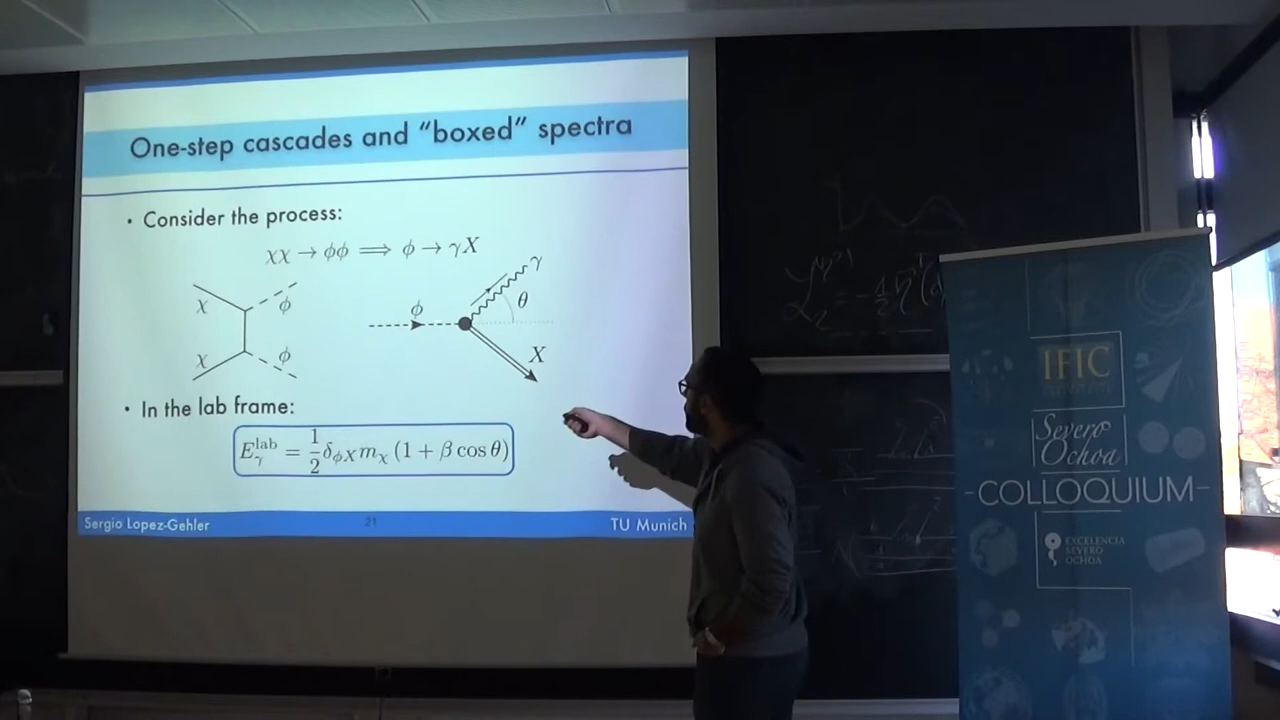 One-step cascades and “boxed” spectra
• Consider the process:
χχ → ϕϕ ⟹ ϕ → γX
χ ϕ
χ ϕ
ϕ γ θ X
• In the lab frame:
E_γ^lab = 1/2 δ_ϕX m_χ (1 + β cos θ)
Sergio Lopez-Gehler 21 TU Munich
IFIC
Severo
Ochoa
-COLLOQUIUM-
EXCELENCIA
SEVERO
OCHOA